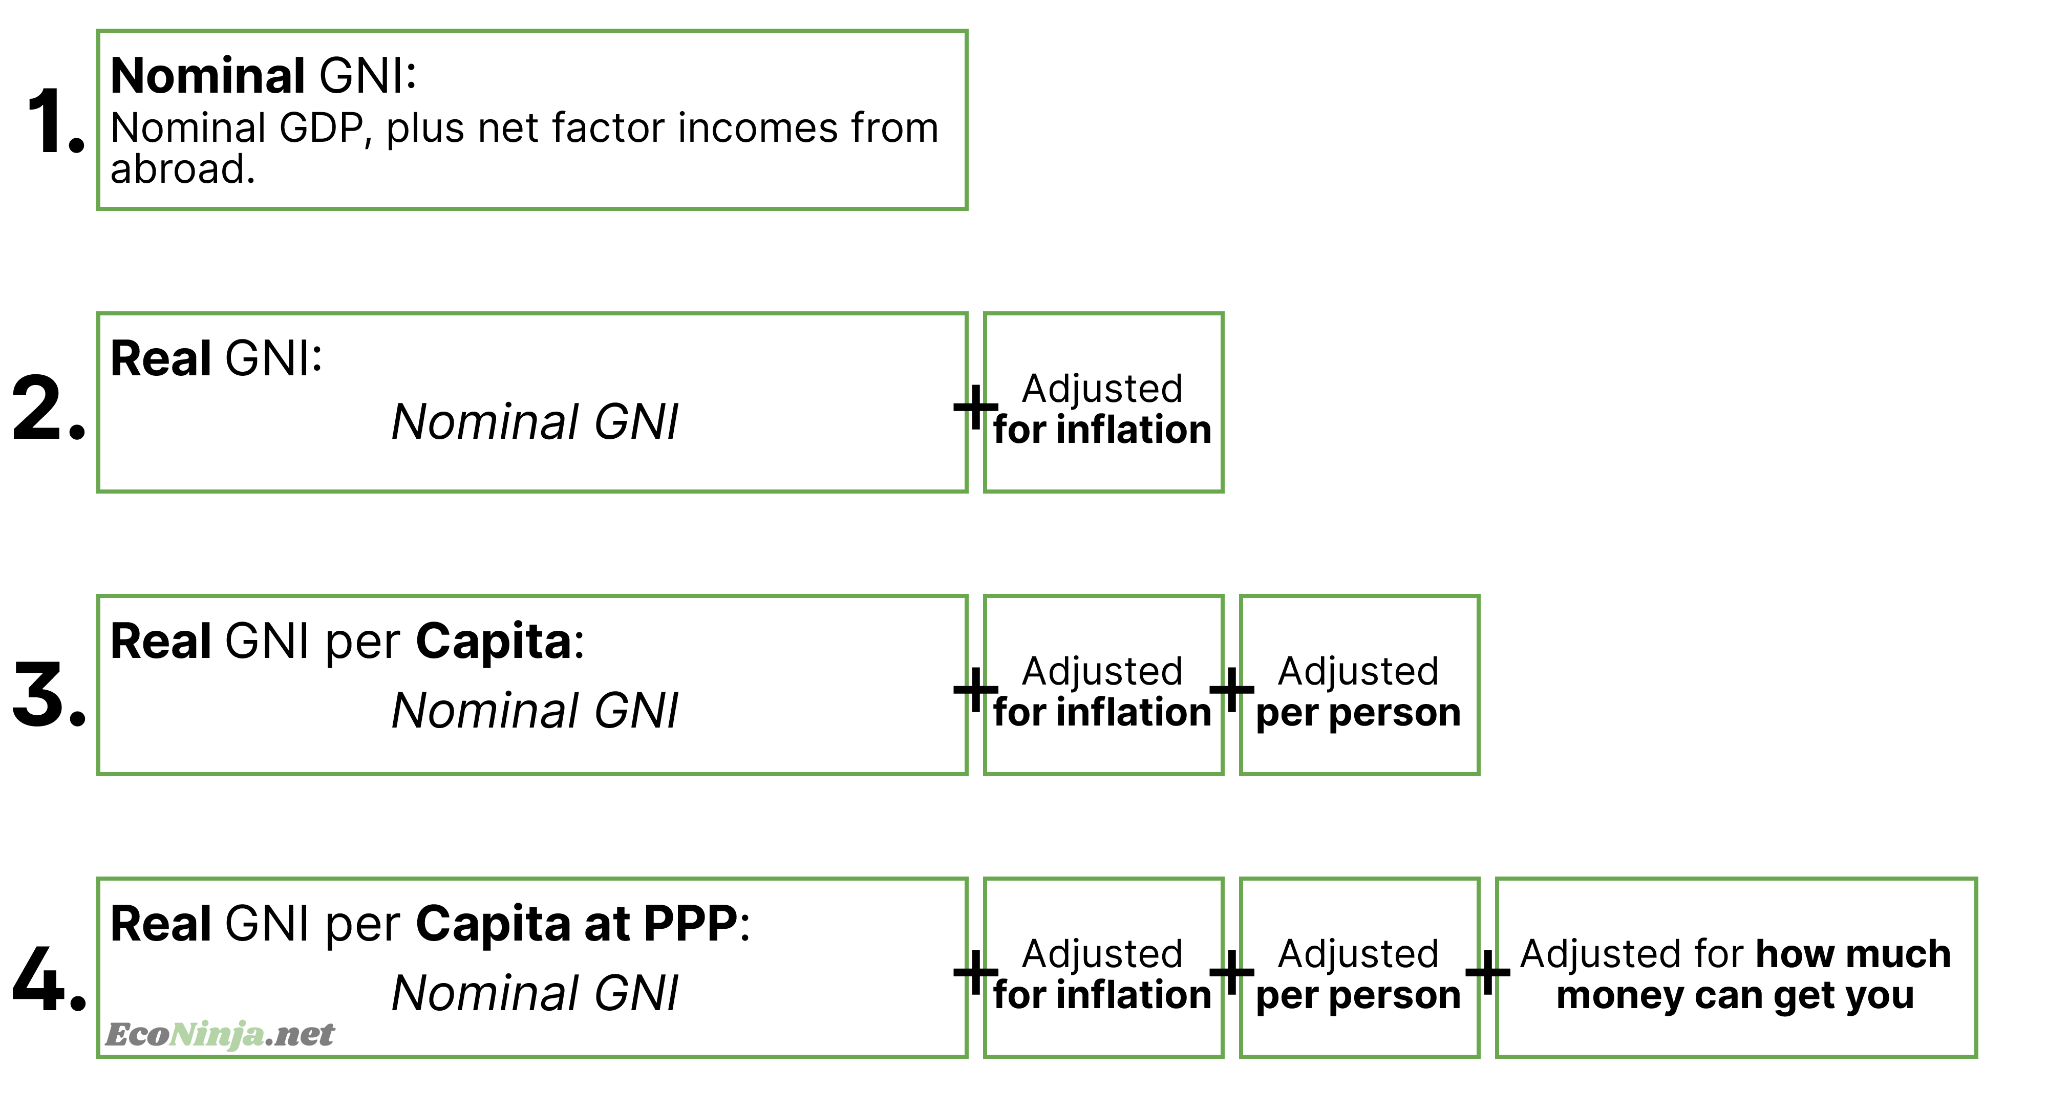 1.
Nominal GNI:
Nominal GDP, plus net factor incomes from
abroad.
2.
Real GNI:
Nominal GNI
+
Adjusted
for inflation
3.
Real GNI per Capita:
Nominal GNI
+
Adjusted
for inflation
+
Adjusted
per person
4.
Real GNI per Capita at PPP:
Nominal GNI
EcoNinja.net
+
Adjusted
for inflation
+
Adjusted
per person
+
Adjusted for how much
money can get you